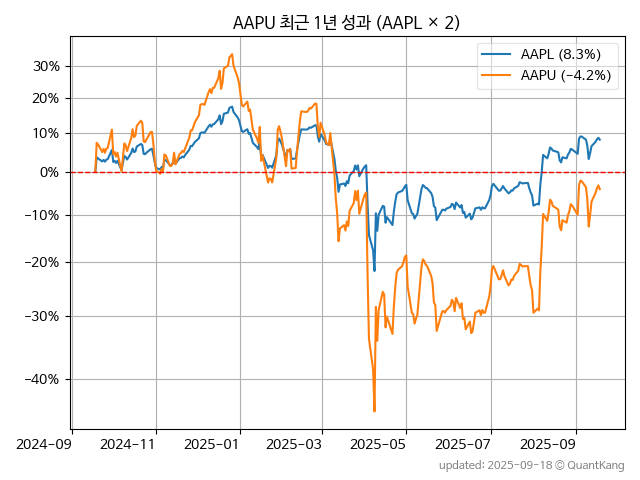 AAPU 최근 1년 성과 (AAPL × 2)
AAPL (8.3%)
AAPU (−4.2%)
30%
20%
10%
0%
−10%
−20%
−30%
−40%
2024-09 2024-11 2025-01 2025-03 2025-05 2025-07 2025-09
updated: 2025-09-18 © QuantKang